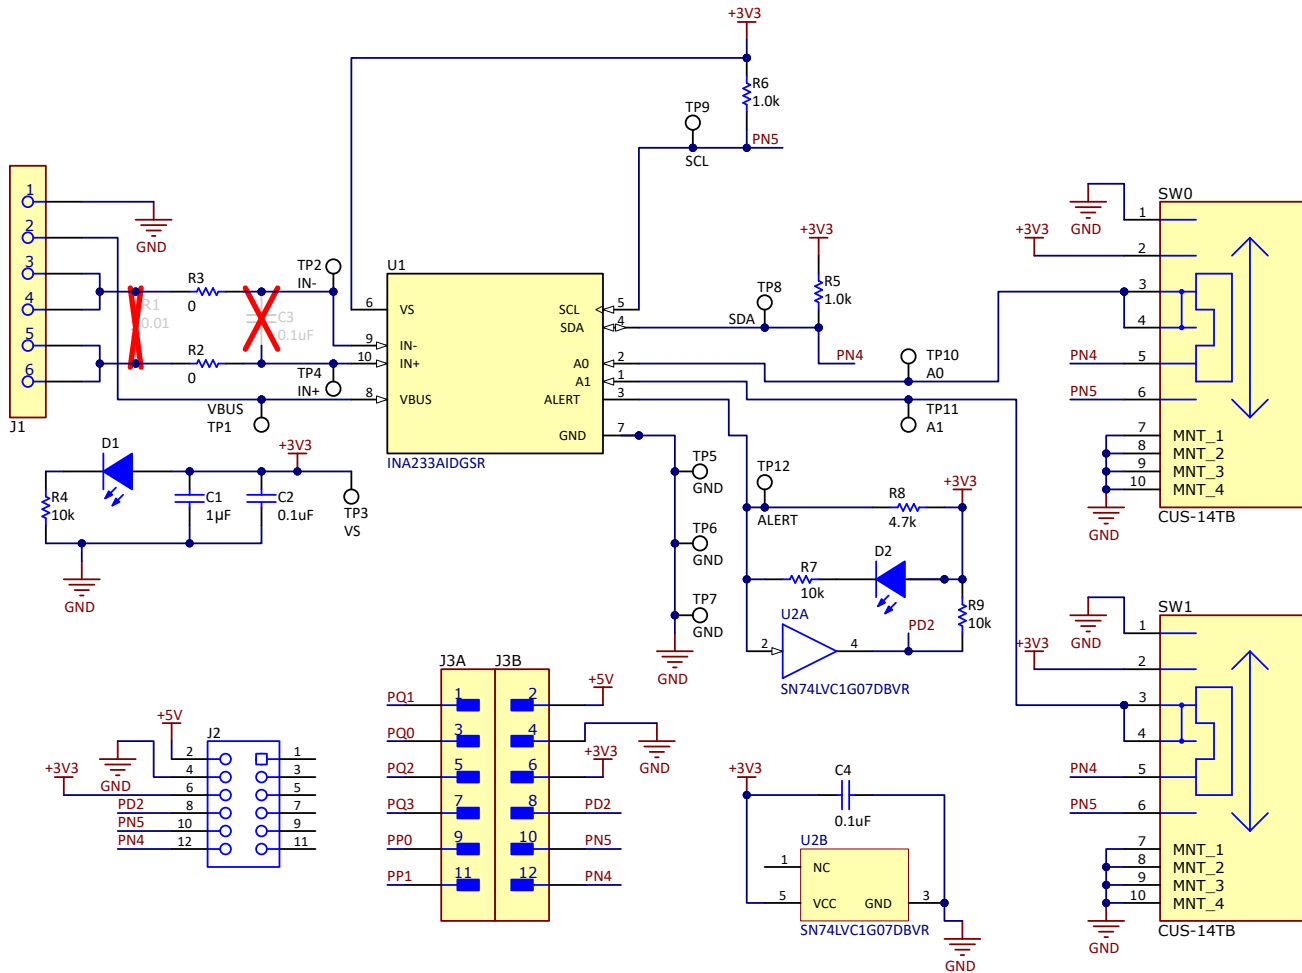 +3V3
R6
1.0k
TP9
PN5
SCL
J1
1
2
3
4
5
6
GND
R1
0.01
R3
0
R2
0
C3
0.1uF
TP2
IN-
TP4
IN+
VBUS
TP1
U1
6 VS
9 IN-
10 IN+
8 VBUS
SCL 5
SDA 4
A0 2
A1 1
ALERT 3
GND 7
INA233AIDGSR
+3V3
R5
1.0k
TP8
SDA
PN4
TP10
A0
TP11
A1
SW0
GND
+3V3
1
2
3
4
PN4 5
PN5 6
7 MNT_1
8 MNT_2
9 MNT_3
10 MNT_4
GND
CUS-14TB
D1
R4
10k
C1
1µF
C2
0.1uF
+3V3
TP3
VS
GND
TP5
GND
TP6
GND
TP7
GND
GND
TP12
ALERT
R8
4.7k
+3V3
R7
10k
D2
R9
10k
U2A
2
4
PD2
SN74LVC1G07DBVR
SW1
GND
+3V3
1
2
3
4
PN4 5
PN5 6
7 MNT_1
8 MNT_2
9 MNT_3
10 MNT_4
GND
CUS-14TB
J2
+5V
GND
+3V3
2 1
4 3
6 5
PD2 8 7
PN5 10 9
PN4 12 11
J3A J3B
PQ1 1 2 +5V
PQ0 3 4 GND
PQ2 5 6 +3V3
PQ3 7 8 PD2
PP0 9 10 PN5
PP1 11 12 PN4
+3V3
C4
0.1uF
U2B
1 NC
5 VCC GND 3
SN74LVC1G07DBVR
GND